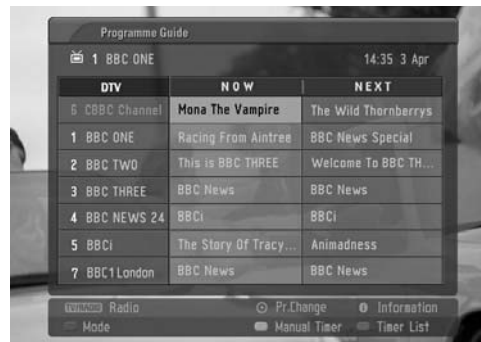 Programme Guide
1 BBC ONE 14:35 3 Apr
DTV NOW NEXT
6 CBBC Channel Mona The Vampire The Wild Thornberrys
1 BBC ONE Racing From Aintree BBC News Special
2 BBC TWO This is BBC THREE Welcome To BBC TH...
3 BBC THREE BBC News BBC News
4 BBC NEWS 24 BBCi BBCi
5 BBCi The Story Of Tracy... Animadness
7 BBC1 London BBC News BBC News
TV/RADIO Radio Pr.Change i Information
Mode Manual Timer Timer List